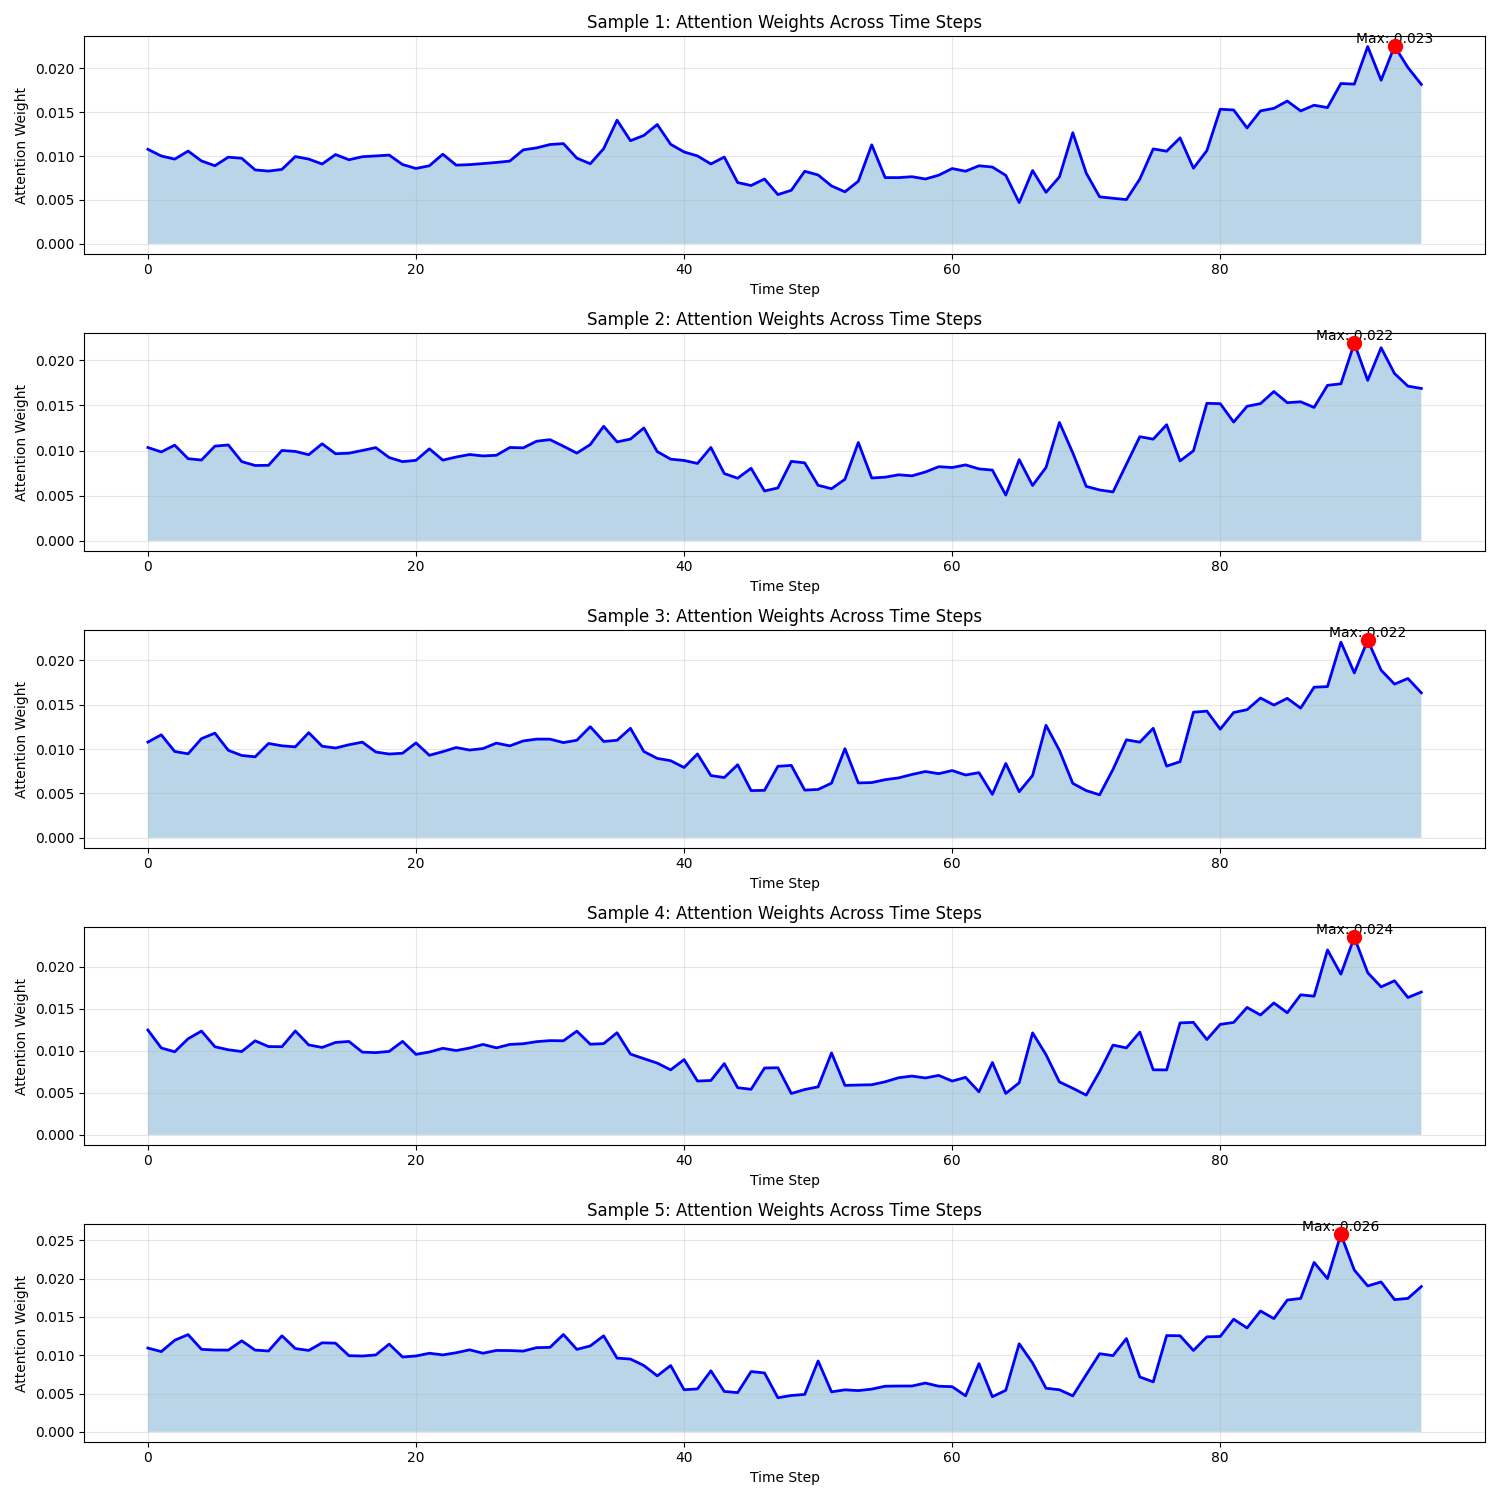 Sample 1: Attention Weights Across Time Steps
Max: 0.023
0.020
0.015
0.010
0.005
0.000
Attention Weight
0 20 40 60 80
Time Step
Sample 2: Attention Weights Across Time Steps
Max: 0.022
0.020
0.015
0.010
0.005
0.000
Attention Weight
0 20 40 60 80
Time Step
Sample 3: Attention Weights Across Time Steps
Max: 0.022
0.020
0.015
0.010
0.005
0.000
Attention Weight
0 20 40 60 80
Time Step
Sample 4: Attention Weights Across Time Steps
Max: 0.024
0.020
0.015
0.010
0.005
0.000
Attention Weight
0 20 40 60 80
Time Step
Sample 5: Attention Weights Across Time Steps
Max: 0.026
0.025
0.020
0.015
0.010
0.005
0.000
Attention Weight
0 20 40 60 80
Time Step